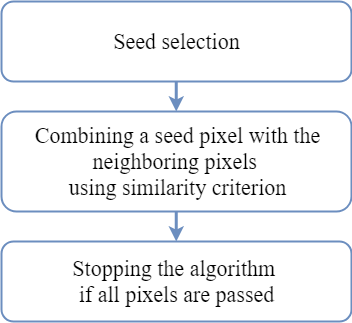 Seed selection
Combining a seed pixel with the
neighboring pixels
using similarity criterion
Stopping the algorithm
if all pixels are passed